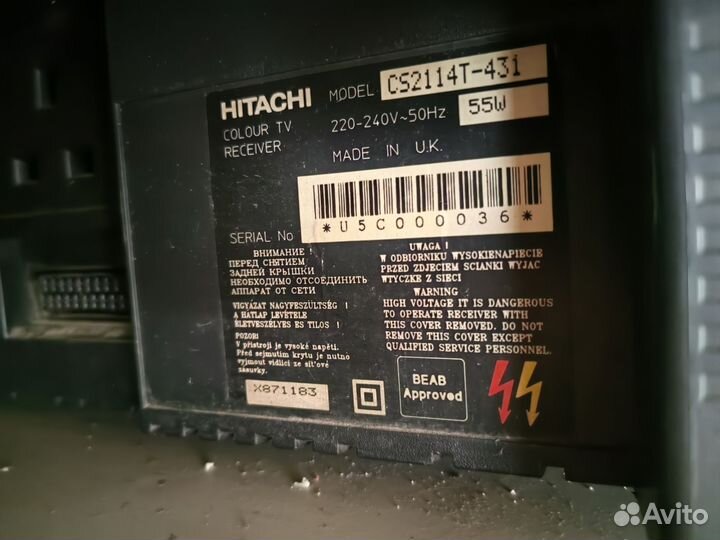 HITACHI
MODEL CS2114T-431
COLOUR TV
RECEIVER
220-240V~50Hz 55W
MADE IN U.K.
SERIAL No *U5C000036*
ВНИМАНИЕ !
ПЕРЕД СНЯТИЕМ
ЗАДНЕЙ КРЫШКИ
НЕОБХОДИМО ОТСОЕДИНИТЬ
АППАРАТ ОТ СЕТИ
VIGYÁZAT NAGYFESZÜLTSÉG !
A HÁTLAP LEVÉTELE
ÉLETVESZÉLYES ES TILOS !
POZOR!
V přístroji je vysoké napětí.
Před sejmutím krytu je nutno
vyjmout vidlici ze síťové
zásuvky.
X871183
UWAGA !
W ODBIORNIKU WYSOKIENAPIECIE
PRZED ZDJECIEM SCIANKI WYJAC
WTYCZKE Z SIECI
WARNING
HIGH VOLTAGE IT IS DANGEROUS
TO OPERATE RECEIVER WITH
THIS COVER REMOVED. DO NOT
REMOVE THIS COVER EXCEPT
QUALIFIED SERVICE PERSONNEL.
BEAB
Approved
Avito